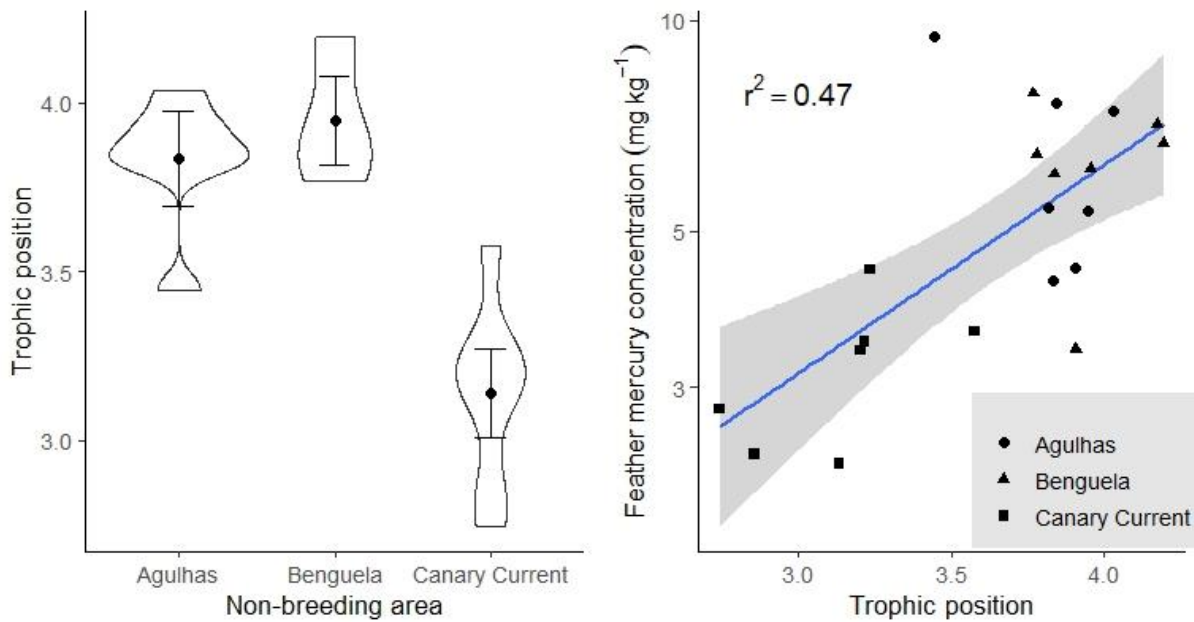 Trophic position
4.0
3.5
3.0
Agulhas
Benguela
Canary Current
Non-breeding area
Feather mercury concentration (mg kg⁻¹)
10
5
3
r² = 0.47
Agulhas
Benguela
Canary Current
3.0
3.5
4.0
Trophic position